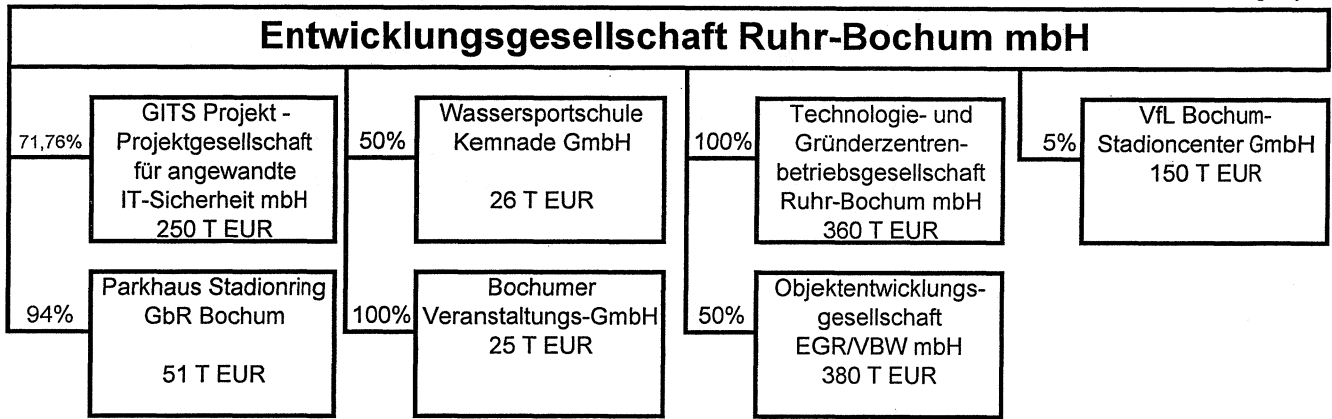 Entwicklungsgesellschaft Ruhr-Bochum mbH
71,76%
GITS Projekt -
Projektgesellschaft
für angewandte
IT-Sicherheit mbH
250 T EUR
50%
Wassersportschule
Kemnade GmbH
26 T EUR
100%
Technologie- und
Gründerzentren-
betriebsgesellschaft
Ruhr-Bochum mbH
360 T EUR
5%
VfL Bochum-
Stadioncenter GmbH
150 T EUR
94%
Parkhaus Stadionring
GbR Bochum
51 T EUR
100%
Bochumer
Veranstaltungs-GmbH
25 T EUR
50%
Objektentwicklungs-
gesellschaft
EGR/VBW mbH
380 T EUR